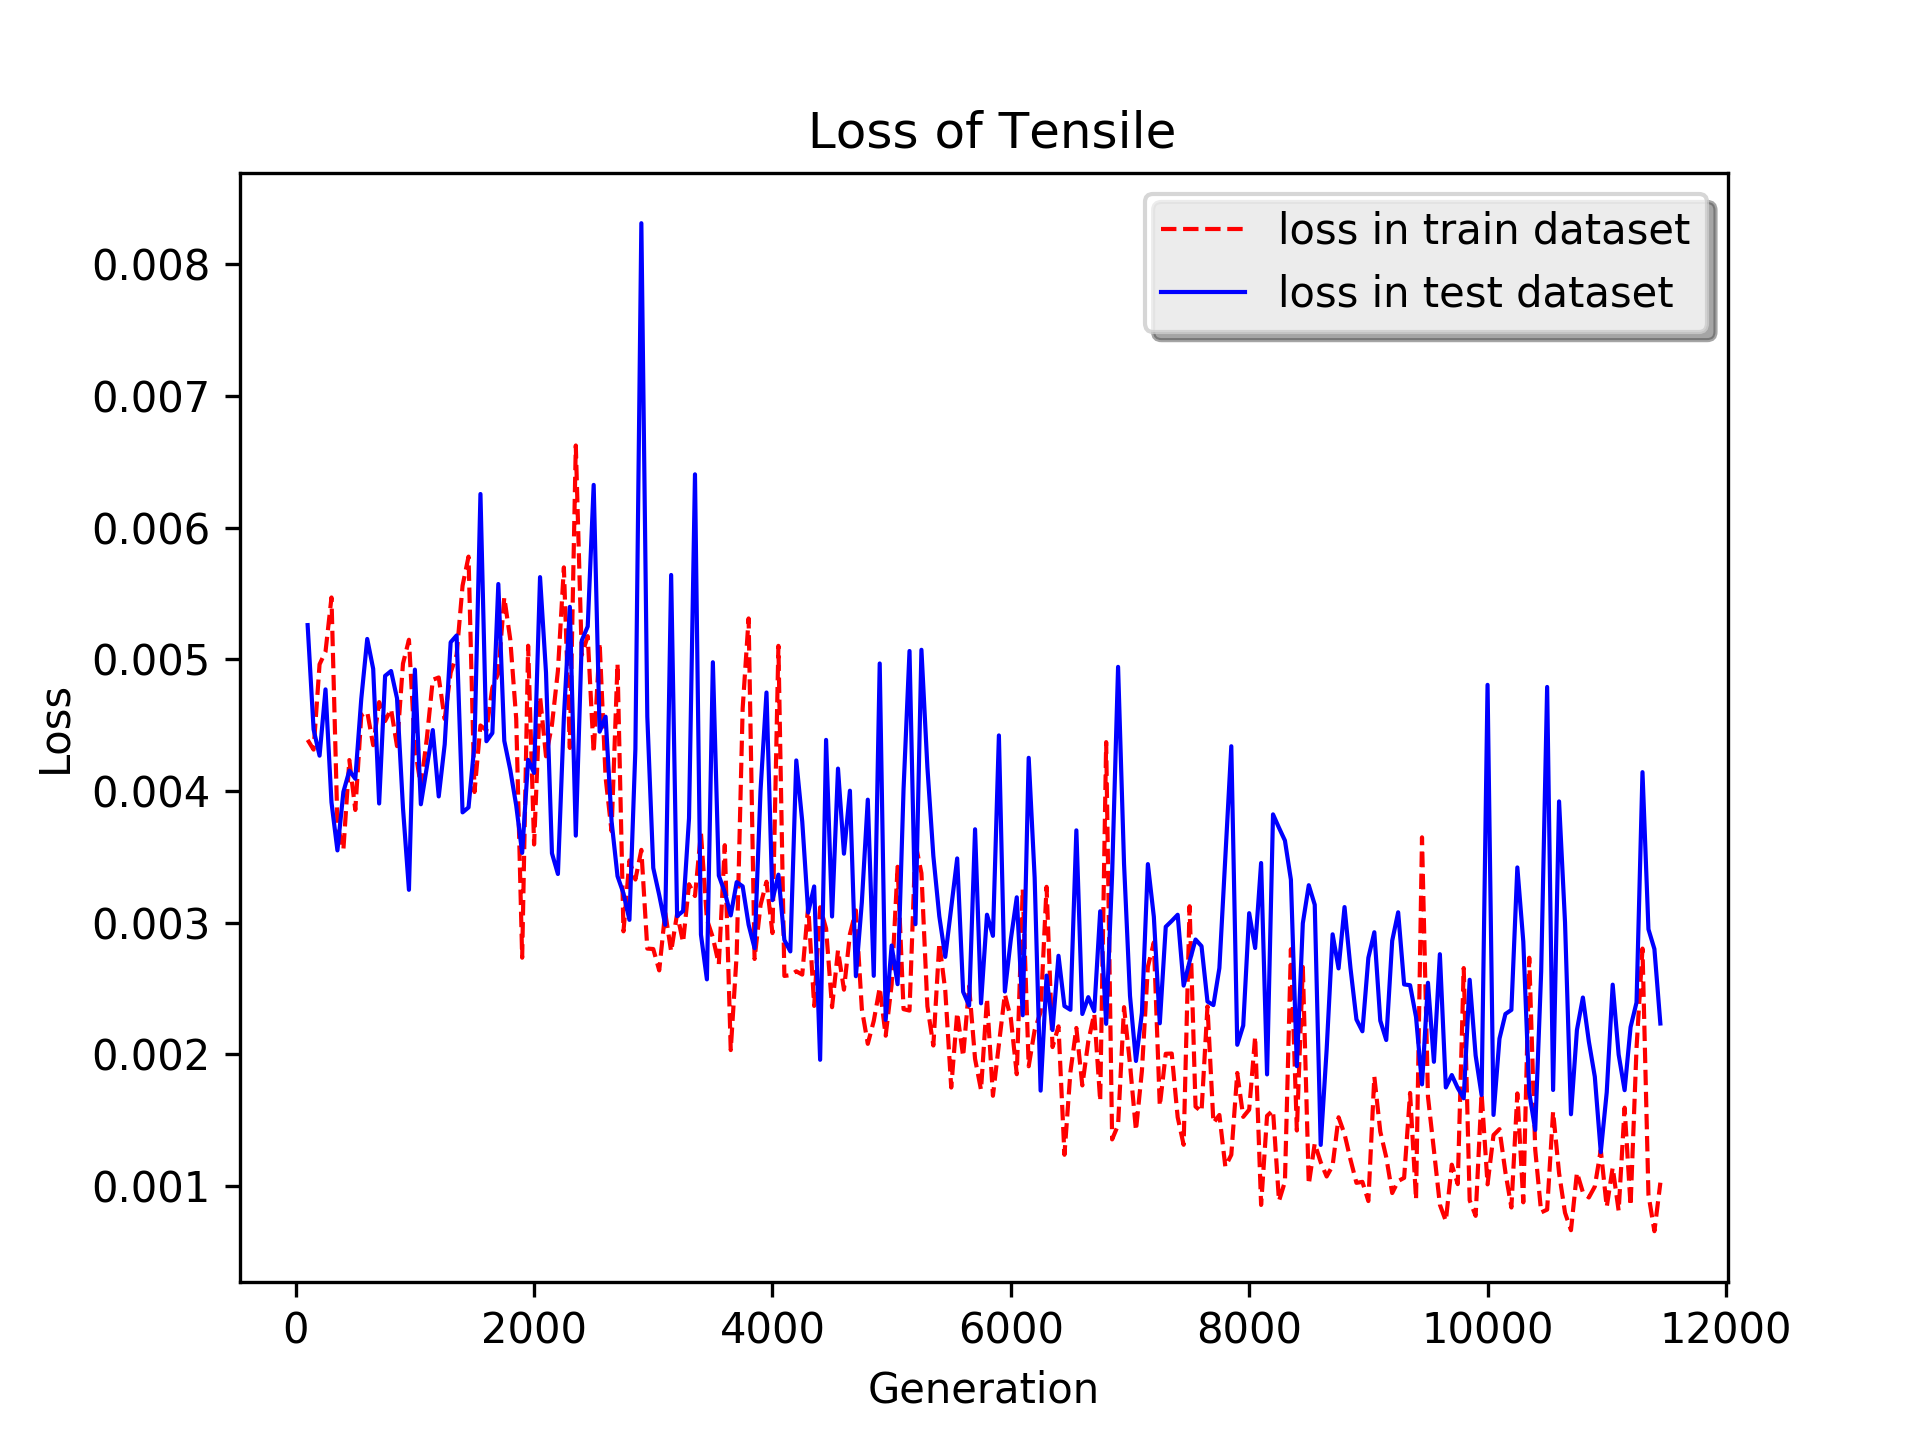 Loss of Tensile
loss in train dataset
loss in test dataset
0.008
0.007
0.006
0.005
0.004
0.003
0.002
0.001
Loss
0 2000 4000 6000 8000 10000 12000
Generation